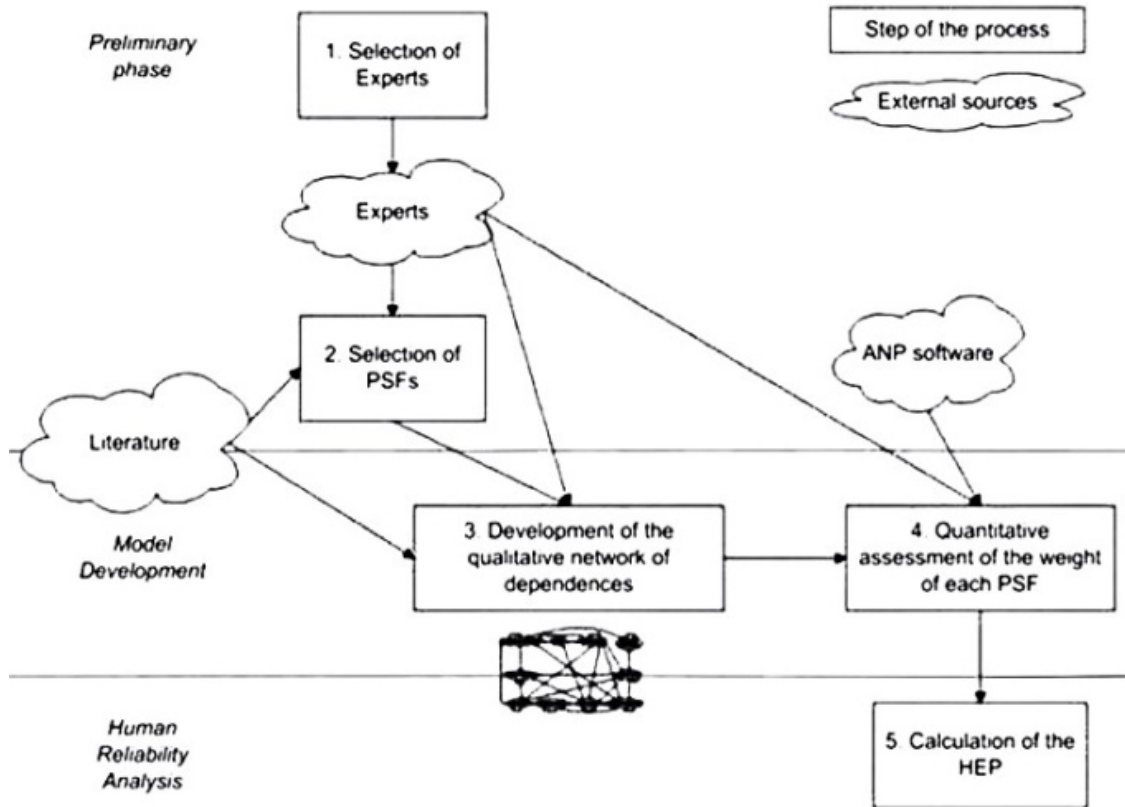 Preliminary
phase
1. Selection of
Experts
Step of the process
External sources
Experts
2. Selection of
PSFs
ANP software
Literature
Model
Development
3. Development of the
qualitative network of
dependences
4. Quantitative
assessment of the weight
of each PSF
Human
Reliability
Analysis
5. Calculation of the
HEP